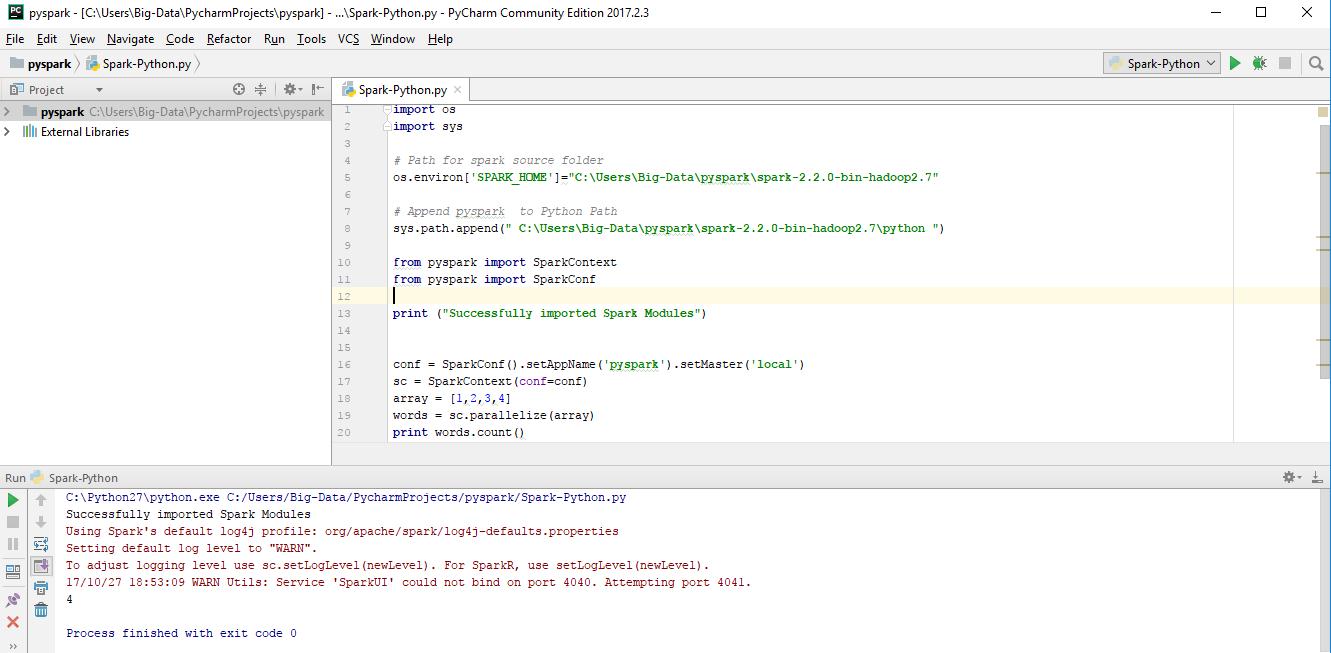 pyspark - [C:\Users\Big-Data\PycharmProjects\pyspark] - ...\Spark-Python.py - PyCharm Community Edition 2017.2.3
File Edit View Navigate Code Refactor Run Tools VCS Window Help
pyspark Spark-Python.py
Spark-Python
Project
Spark-Python.py
pyspark C:\Users\Big-Data\PycharmProjects\pyspark
External Libraries
1 import os
2 import sys
3
4 # Path for spark source folder
5 os.environ['SPARK_HOME']="C:\Users\Big-Data\pyspark\spark-2.2.0-bin-hadoop2.7"
6
7 # Append pyspark  to Python Path
8 sys.path.append(" C:\Users\Big-Data\pyspark\spark-2.2.0-bin-hadoop2.7\python ")
9
10 from pyspark import SparkContext
11 from pyspark import SparkConf
12
13 print ("Successfully imported Spark Modules")
14
15
16 conf = SparkConf().setAppName('pyspark').setMaster('local')
17 sc = SparkContext(conf=conf)
18 array = [1,2,3,4]
19 words = sc.parallelize(array)
20 print words.count()
Run Spark-Python
C:\Python27\python.exe C:/Users/Big-Data/PycharmProjects/pyspark/Spark-Python.py
Successfully imported Spark Modules
Using Spark's default log4j profile: org/apache/spark/log4j-defaults.properties
Setting default log level to "WARN".
To adjust logging level use sc.setLogLevel(newLevel). For SparkR, use setLogLevel(newLevel).
17/10/27 18:53:09 WARN Utils: Service 'SparkUI' could not bind on port 4040. Attempting port 4041.
4
Process finished with exit code 0